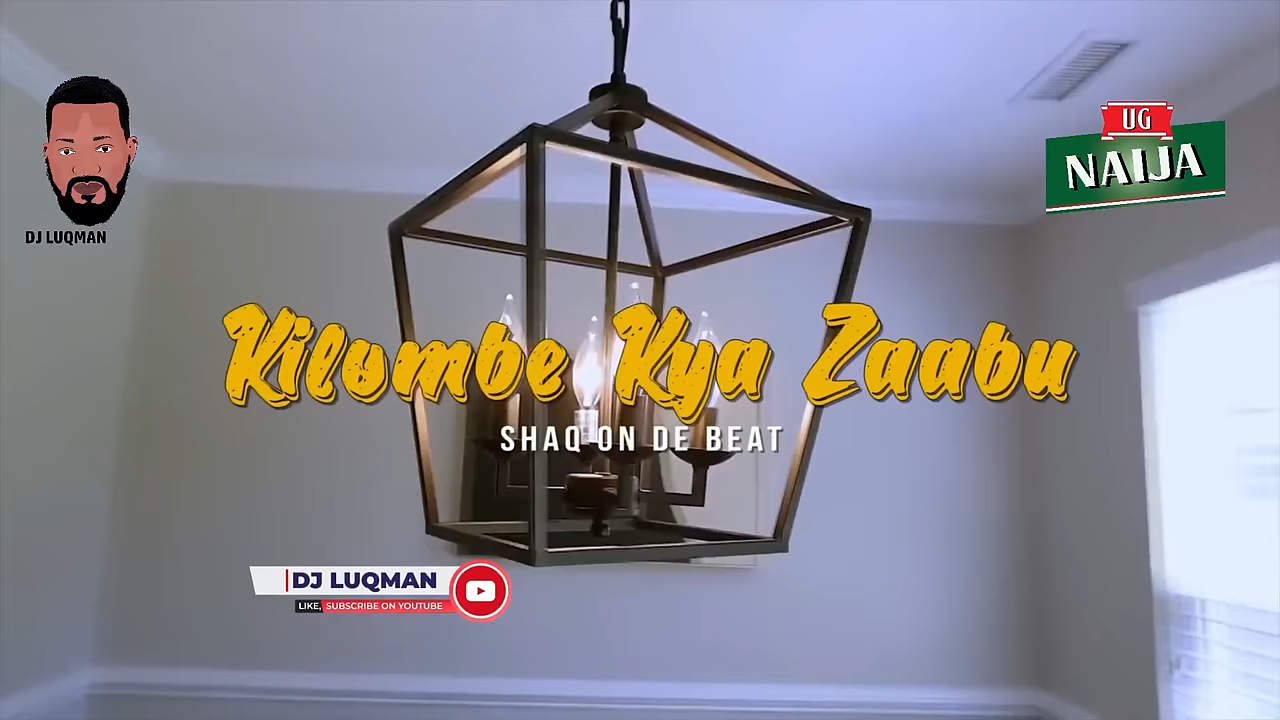 UG
NAIJA
DJ LUQMAN
Kilombe Kya Zaabu
SHAQ ON DE BEAT
DJ LUQMAN
LIKE, SUBSCRIBE ON YOUTUBE